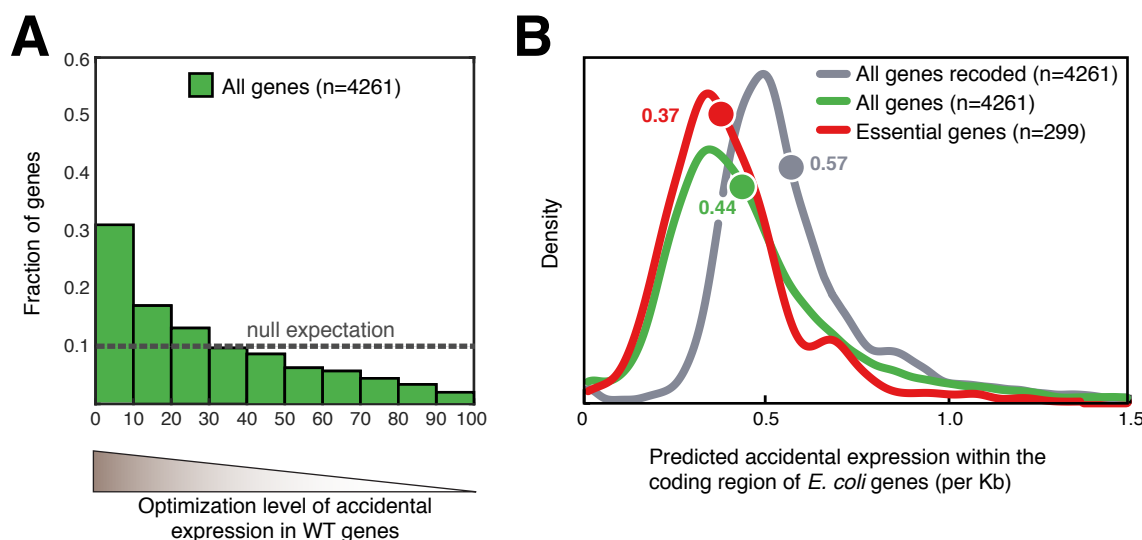 A
0.6
0.5
0.4
0.3
0.2
0.1
Fraction of genes
All genes (n=4261)
null expectation
0 10 20 30 40 50 60 70 80 90 100
Optimization level of accidental
expression in WT genes
B
Density
All genes recoded (n=4261)
All genes (n=4261)
Essential genes (n=299)
0.37
0.57
0.44
0 0.5 1.0 1.5
Predicted accidental expression within the
coding region of E. coli genes (per Kb)